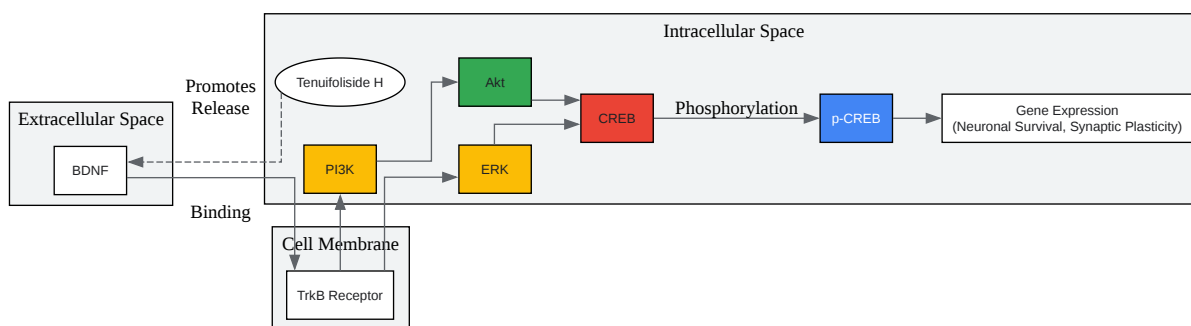 Intracellular Space
Tenuifoliside H
Promotes
Release
Akt
Extracellular Space
CREB
Phosphorylation
p-CREB
Gene Expression
(Neuronal Survival, Synaptic Plasticity)
BDNF
PI3K
ERK
Binding
Cell Membrane
TrkB Receptor